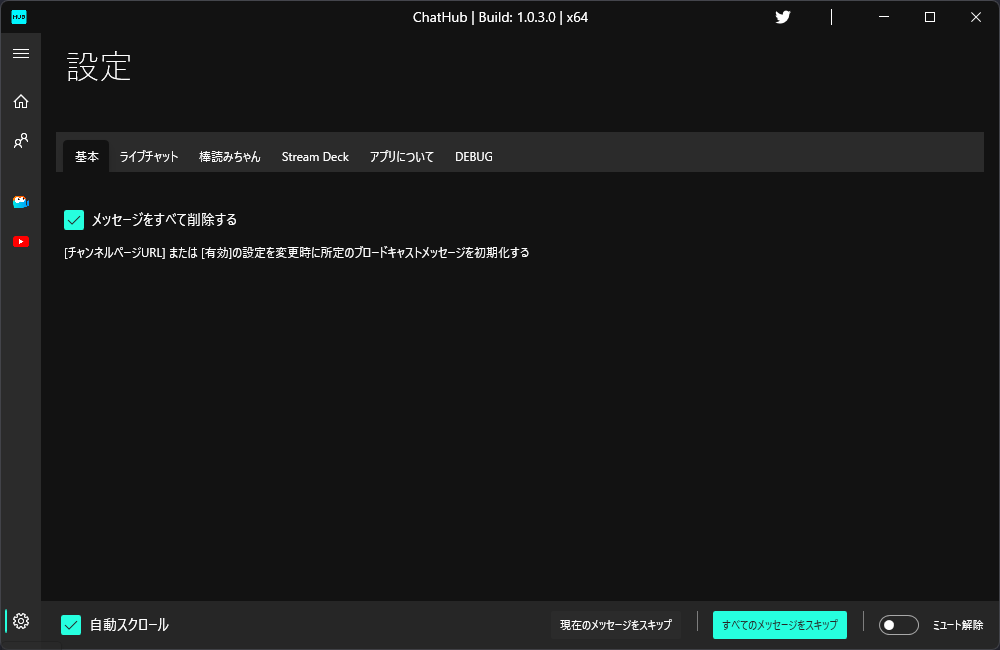 HUB
ChatHub | Build: 1.0.3.0 | x64
設定
基本 ライブチャット 棒読みちゃん Stream Deck アプリについて DEBUG
メッセージをすべて削除する
[チャンネルページURL] または [有効]の設定を変更時に所定のブロードキャストメッセージを初期化する
自動スクロール 現在のメッセージをスキップ すべてのメッセージをスキップ ミュート解除